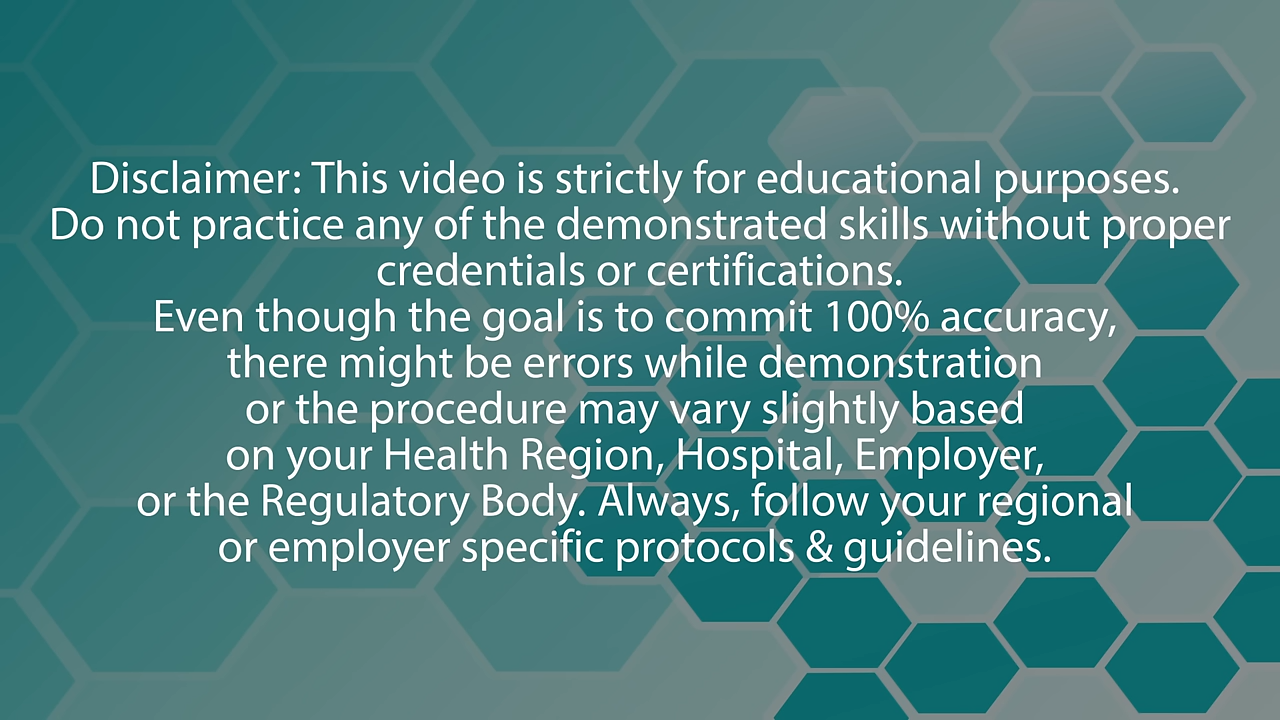 Disclaimer: This video is strictly for educational purposes.
Do not practice any of the demonstrated skills without proper
credentials or certifications.
Even though the goal is to commit 100% accuracy,
there might be errors while demonstration
or the procedure may vary slightly based
on your Health Region, Hospital, Employer,
or the Regulatory Body. Always, follow your regional
or employer specific protocols & guidelines.